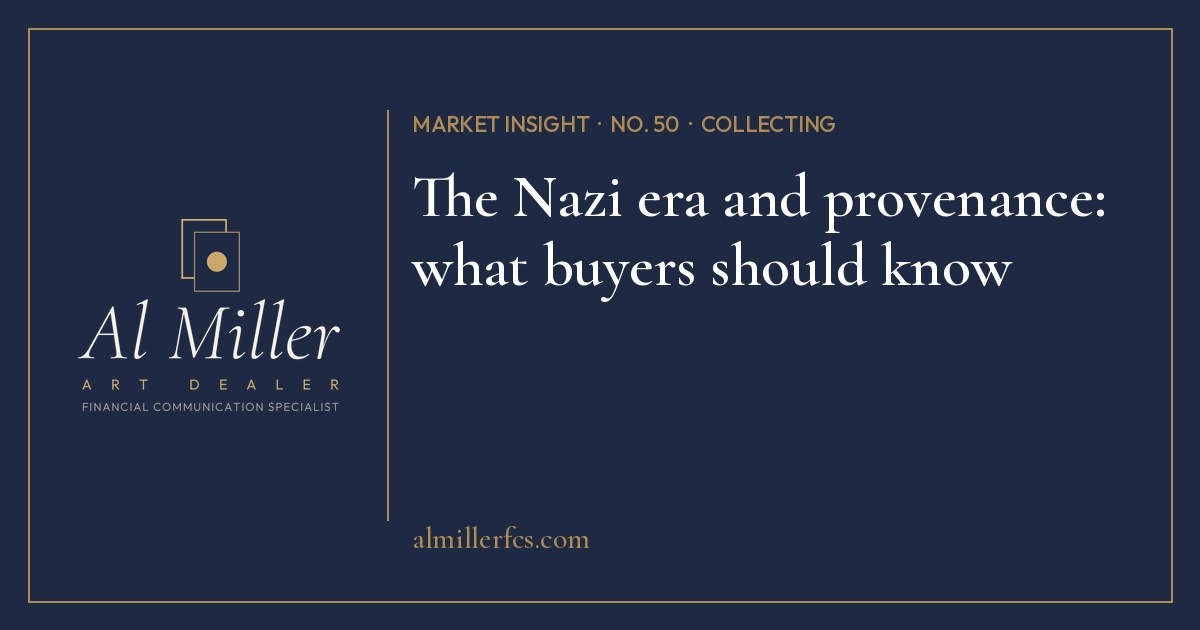 Al Miller
ART DEALER
FINANCIAL COMMUNICATION SPECIALIST
MARKET INSIGHT · NO. 50 · COLLECTING
The Nazi era and provenance:
what buyers should know
almillerfcs.com